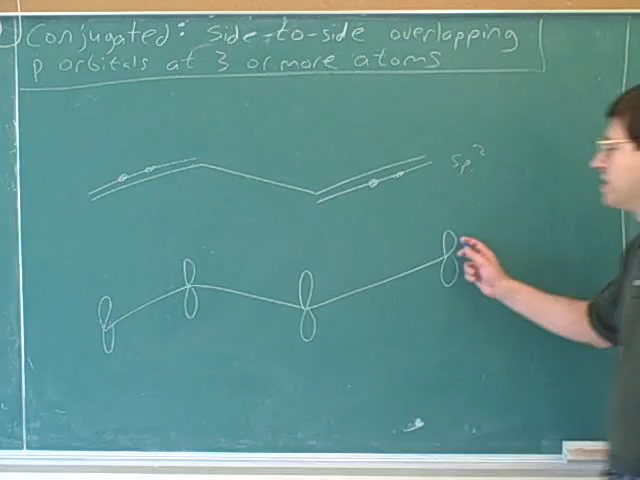 Conjugated: Side-to-side overlapping
p orbitals at 3 or more atoms
sp²